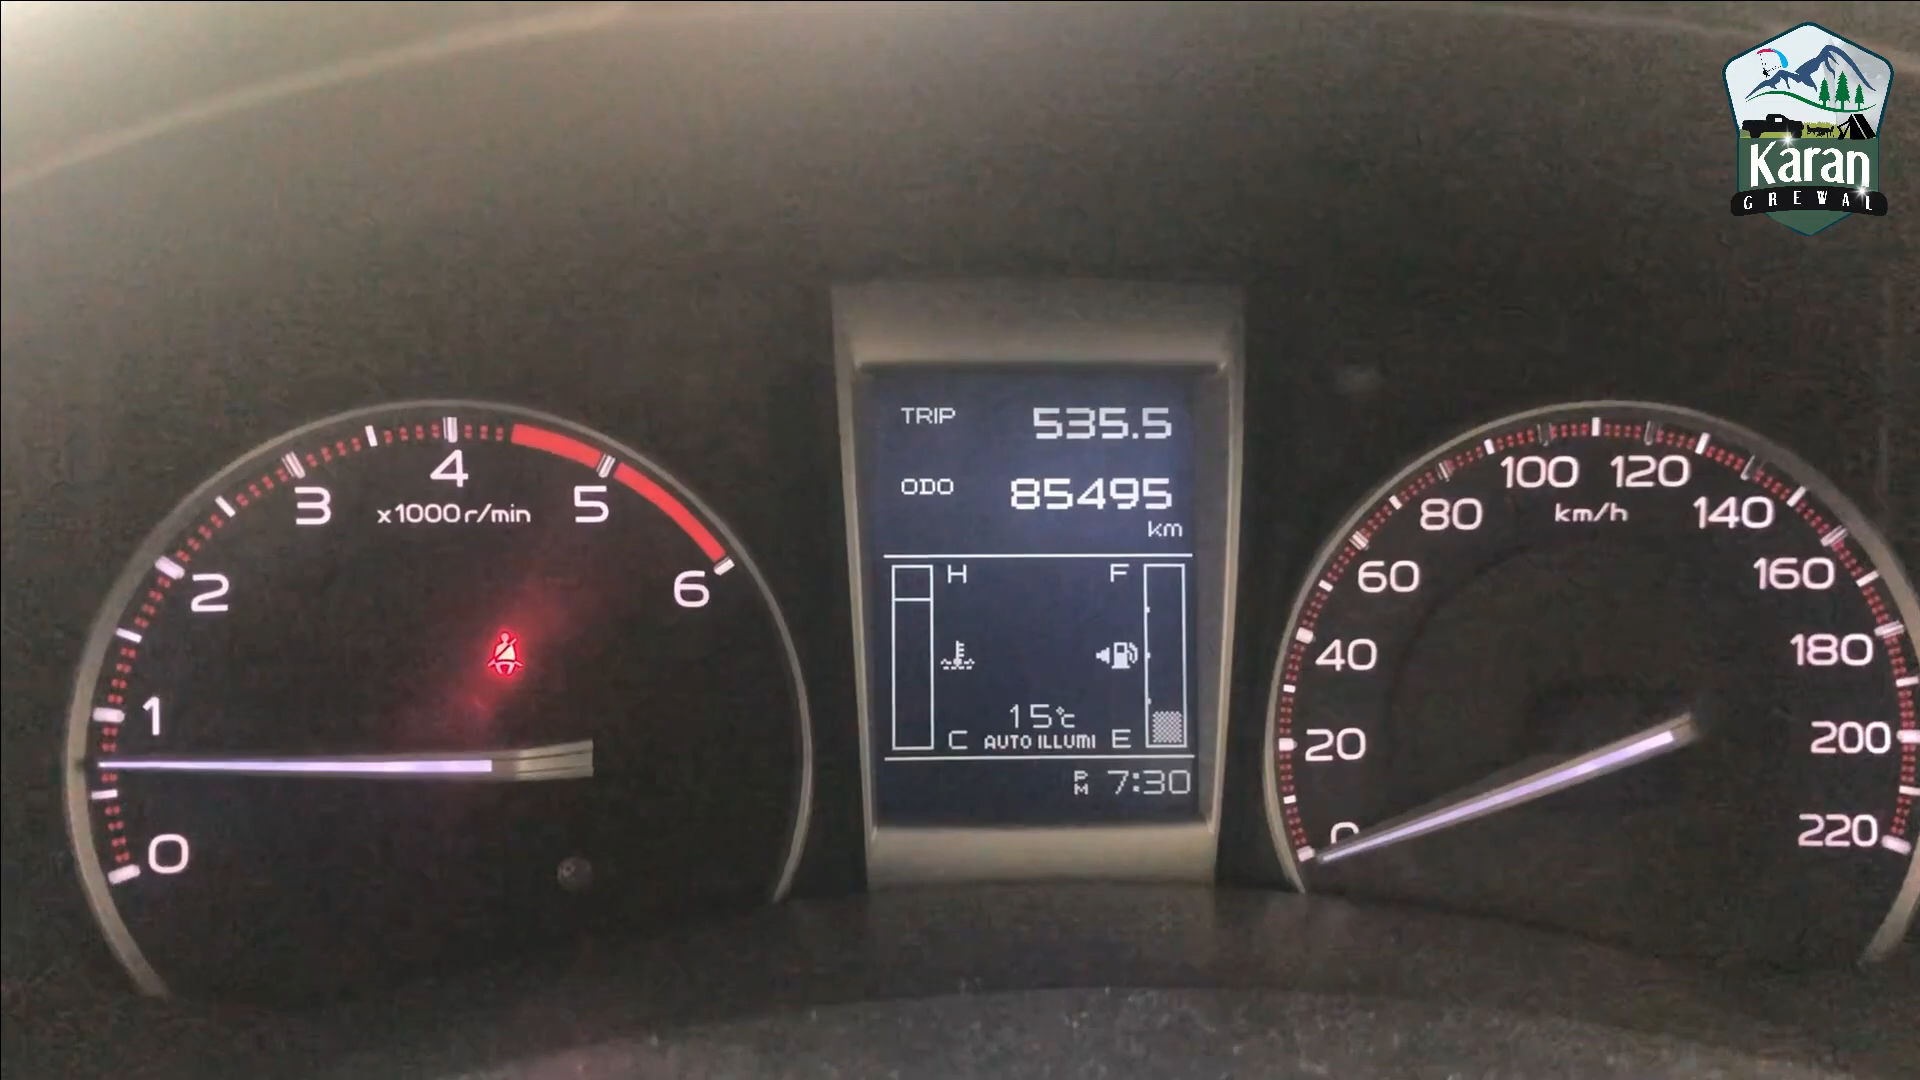 Karan
GREWAL
TRIP 535.5
ODO 85495
km
H F
15℃
C AUTO ILLUMI E
PM 7:30
0
1
2
3
4
5
6
x1000r/min
0
20
40
60
80
100
120
140
160
180
200
220
km/h